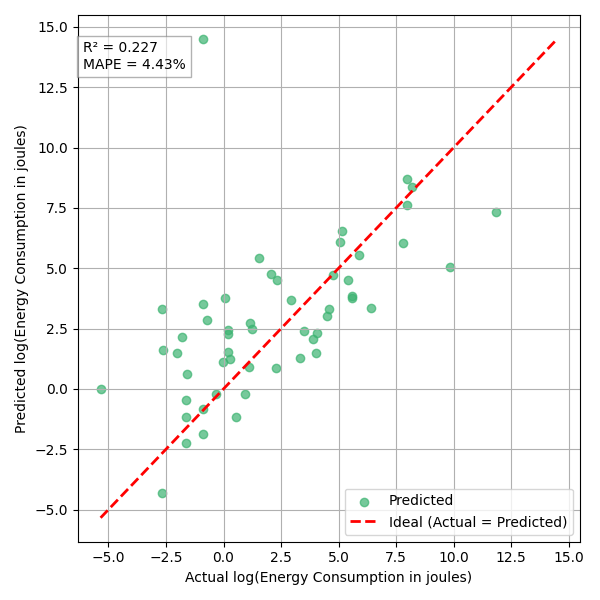 15.0
12.5
10.0
7.5
5.0
2.5
0.0
−2.5
−5.0
Predicted log(Energy Consumption in joules)
R² = 0.227
MAPE = 4.43%
Predicted
Ideal (Actual = Predicted)
−5.0 −2.5 0.0 2.5 5.0 7.5 10.0 12.5 15.0
Actual log(Energy Consumption in joules)